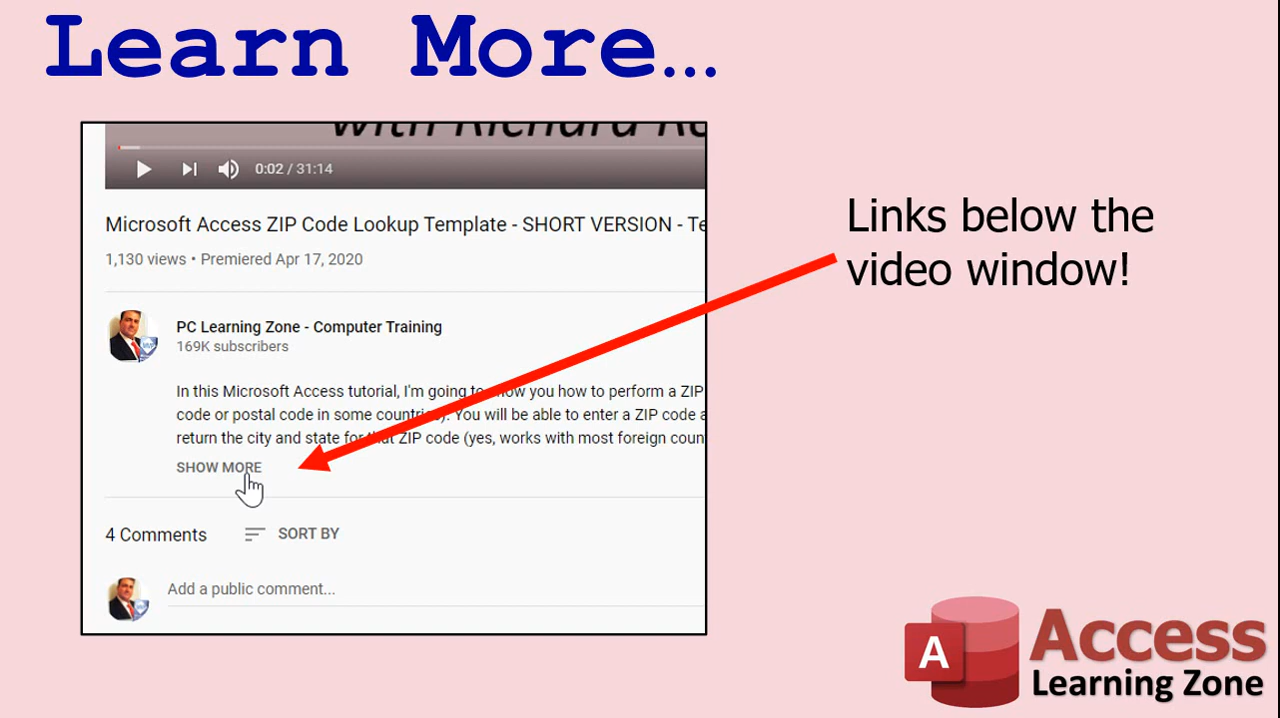 Learn More...
with Richard
0:02 / 31:14
Microsoft Access ZIP Code Lookup Template - SHORT VERSION - Te
1,130 views • Premiered Apr 17, 2020
PC Learning Zone - Computer Training
169K subscribers
In this Microsoft Access tutorial, I'm going to show you how to perform a ZIP
code or postal code in some countries). You will be able to enter a ZIP code a
return the city and state for that ZIP code (yes, works with most foreign coun
SHOW MORE
4 Comments SORT BY
Add a public comment...
Links below the
video window!
A
Access
Learning Zone